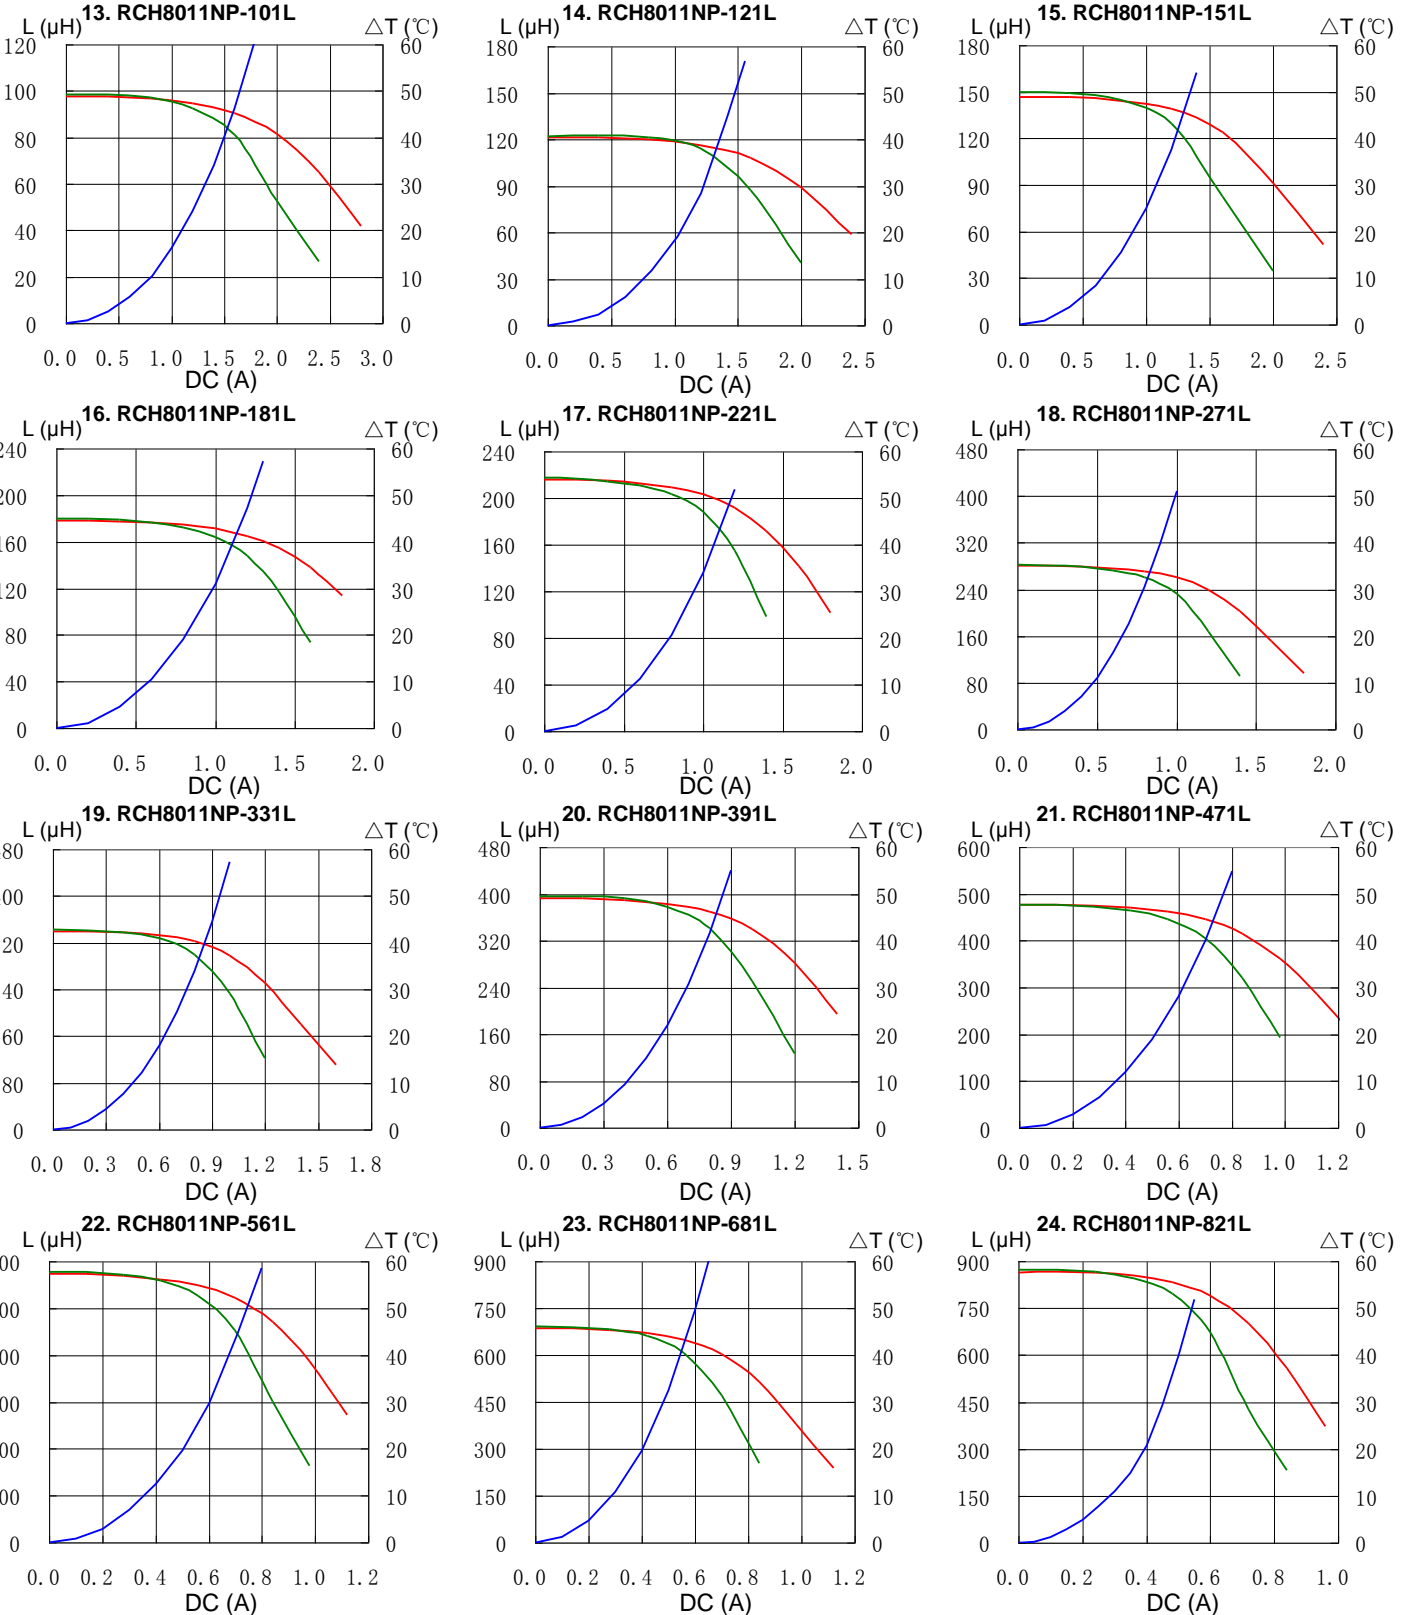 13. RCH8011NP-101L
L (μH) △T (℃)
120 60
100 50
80 40
60 30
40 20
20 10
0 0
0.0 0.5 1.0 1.5 2.0 2.5 3.0
DC (A)
14. RCH8011NP-121L
L (μH) △T (℃)
180 60
150 50
120 40
90 30
60 20
30 10
0 0
0.0 0.5 1.0 1.5 2.0 2.5
DC (A)
15. RCH8011NP-151L
L (μH) △T (℃)
180 60
150 50
120 40
90 30
60 20
30 10
0 0
0.0 0.5 1.0 1.5 2.0 2.5
DC (A)
16. RCH8011NP-181L
L (μH) △T (℃)
240 60
200 50
160 40
120 30
80 20
40 10
0 0
0.0 0.5 1.0 1.5 2.0
DC (A)
17. RCH8011NP-221L
L (μH) △T (℃)
240 60
200 50
160 40
120 30
80 20
40 10
0 0
0.0 0.5 1.0 1.5 2.0
DC (A)
18. RCH8011NP-271L
L (μH) △T (℃)
480 60
400 50
320 40
240 30
160 20
80 10
0 0
0.0 0.5 1.0 1.5 2.0
DC (A)
19. RCH8011NP-331L
L (μH) △T (℃)
80 60
00 50
20 40
40 30
60 20
80 10
0 0
0.0 0.3 0.6 0.9 1.2 1.5 1.8
DC (A)
20. RCH8011NP-391L
L (μH) △T (℃)
480 60
400 50
320 40
240 30
160 20
80 10
0 0
0.0 0.3 0.6 0.9 1.2 1.5
DC (A)
21. RCH8011NP-471L
L (μH) △T (℃)
600 60
500 50
400 40
300 30
200 20
100 10
0 0
0.0 0.2 0.4 0.6 0.8 1.0 1.2
DC (A)
22. RCH8011NP-561L
L (μH) △T (℃)
00 60
00 50
00 40
00 30
00 20
00 10
0 0
0.0 0.2 0.4 0.6 0.8 1.0 1.2
DC (A)
23. RCH8011NP-681L
L (μH) △T (℃)
900 60
750 50
600 40
450 30
300 20
150 10
0 0
0.0 0.2 0.4 0.6 0.8 1.0 1.2
DC (A)
24. RCH8011NP-821L
L (μH) △T (℃)
900 60
750 50
600 40
450 30
300 20
150 10
0 0
0.0 0.2 0.4 0.6 0.8 1.0
DC (A)